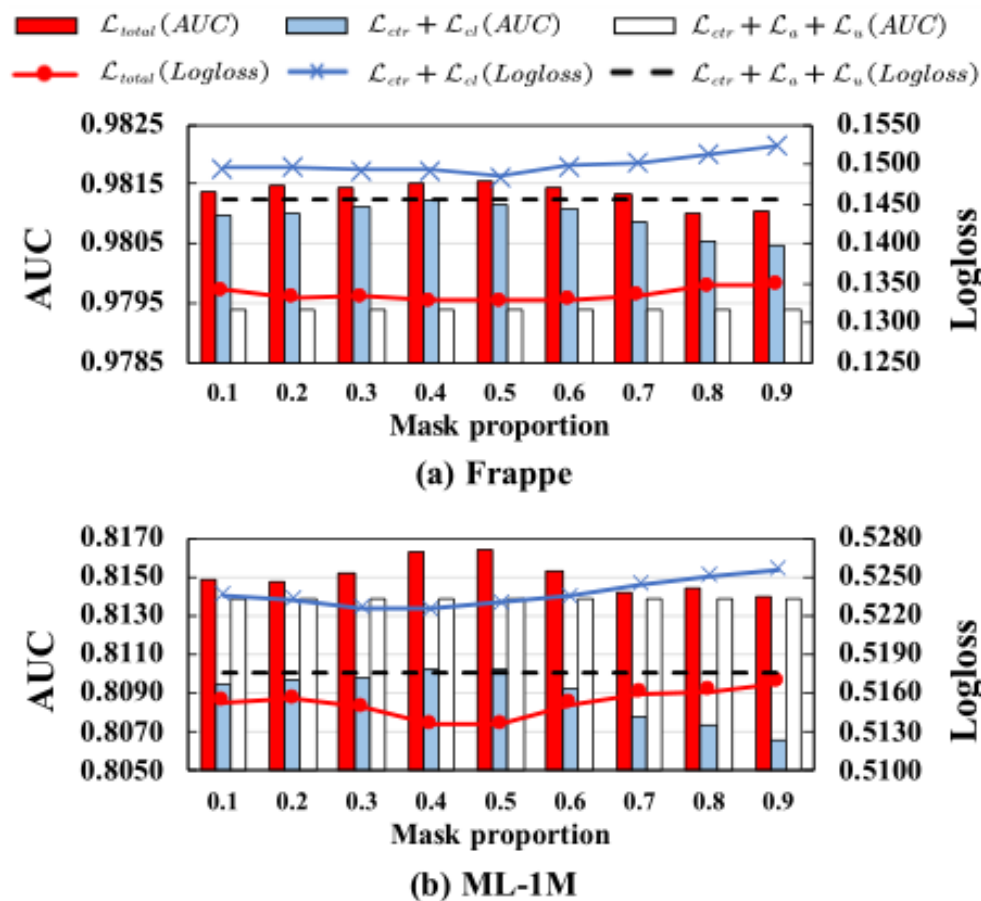 ℒ_total(AUC) ℒ_ctr + ℒ_cl(AUC) ℒ_ctr + ℒ_a + ℒ_u(AUC)
ℒ_total(Logloss) ℒ_ctr + ℒ_cl(Logloss) ℒ_ctr + ℒ_a + ℒ_u(Logloss)
0.9825 0.1550
0.1500
0.9815
0.1450
AUC 0.9805 0.1400 Logloss
0.1350
0.9795
0.1300
0.9785 0.1250
0.1 0.2 0.3 0.4 0.5 0.6 0.7 0.8 0.9
Mask proportion
(a) Frappe
0.8170 0.5280
0.8150 0.5250
0.8130 0.5220
AUC 0.8110 0.5190 Logloss
0.8090 0.5160
0.8070 0.5130
0.8050 0.5100
0.1 0.2 0.3 0.4 0.5 0.6 0.7 0.8 0.9
Mask proportion
(b) ML-1M